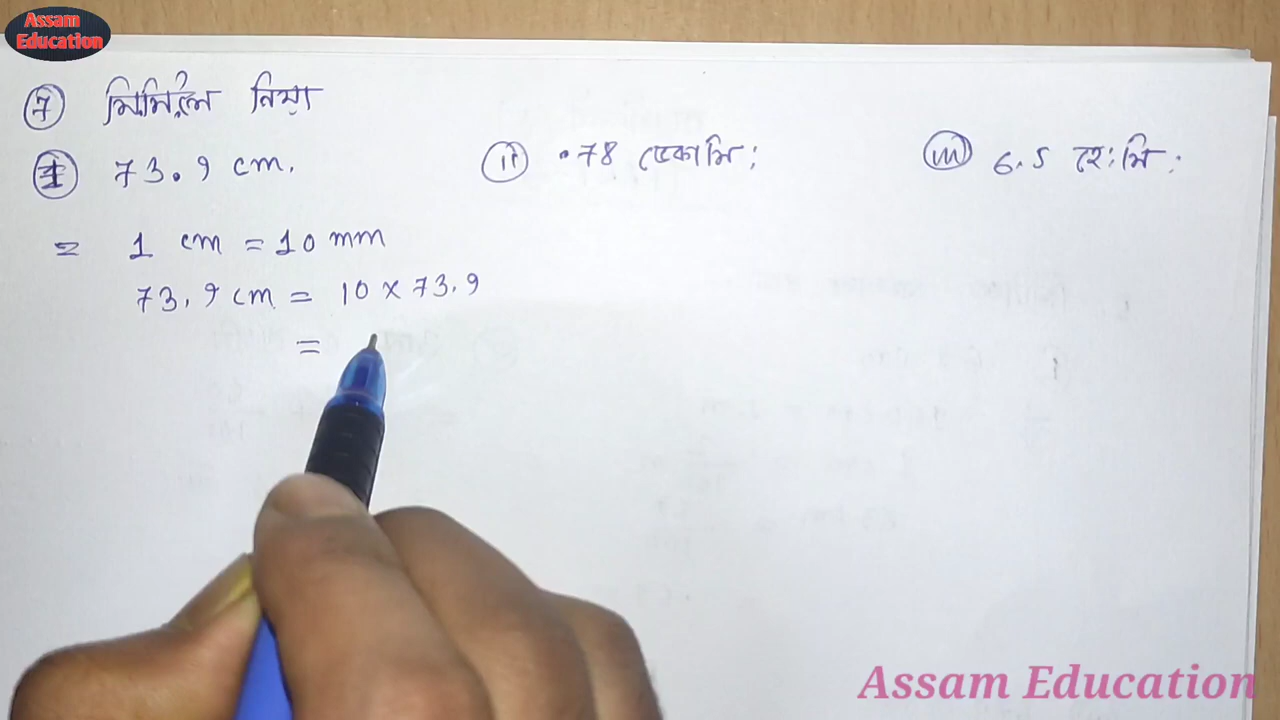 Assam
Education
7 মিমিলৈ নিয়া
I 73.9 cm.
ii .78 ডেকামি:
iii 6.5 হে:মি:
= 1 cm = 10 mm
73.9 cm = 10 × 73.9
=
Assam Education